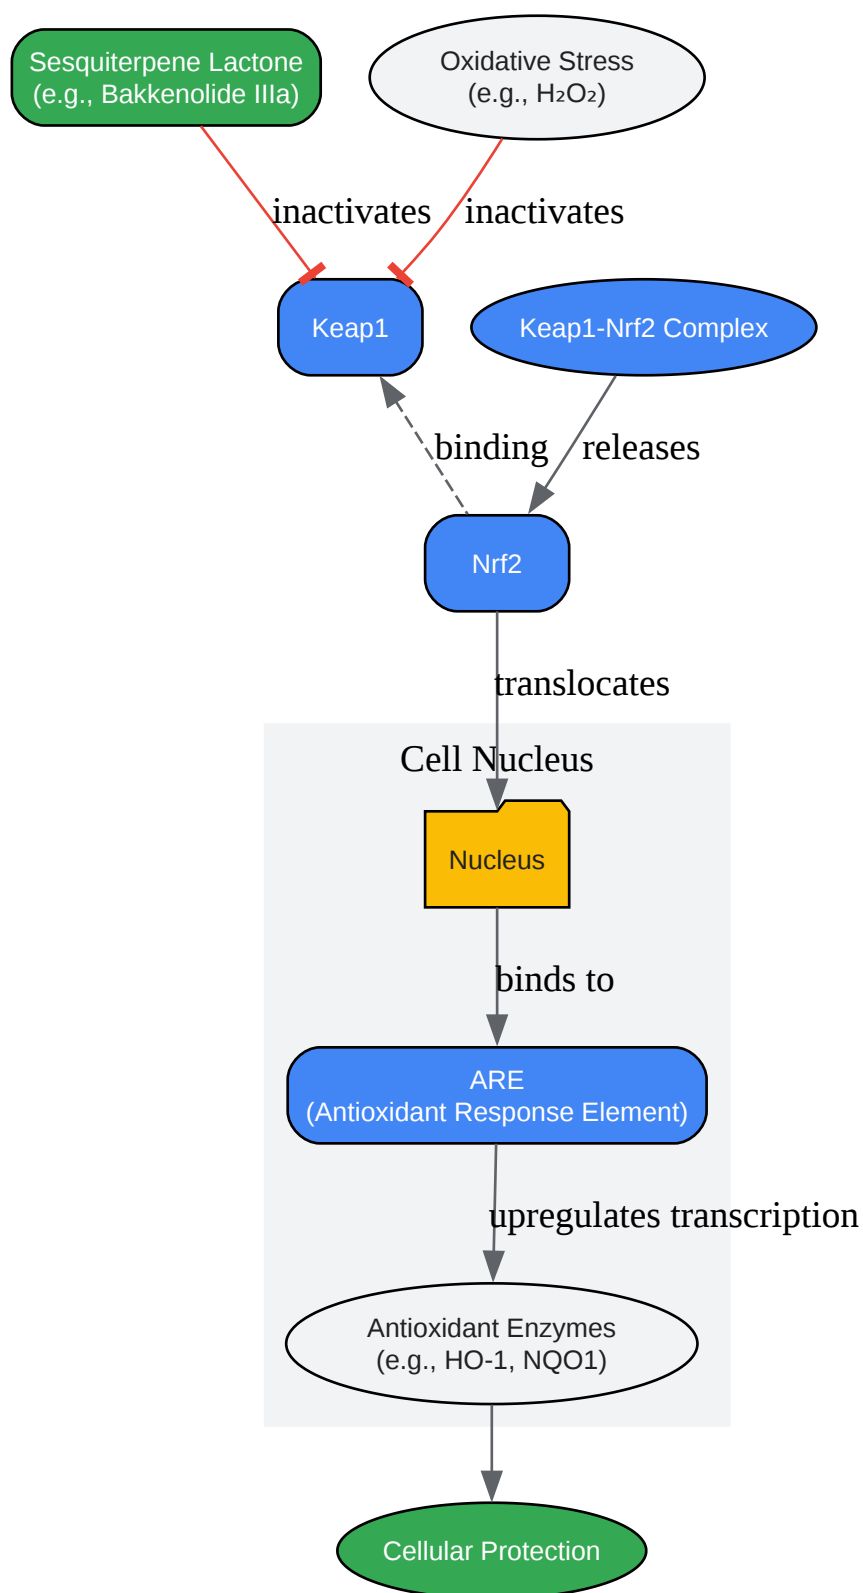 Sesquiterpene Lactone
(e.g., Bakkenolide IIIa)
Oxidative Stress
(e.g., H₂O₂)
inactivates
inactivates
Keap1
Keap1-Nrf2 Complex
binding
releases
Nrf2
translocates
Cell Nucleus
Nucleus
binds to
ARE
(Antioxidant Response Element)
upregulates transcription
Antioxidant Enzymes
(e.g., HO-1, NQO1)
Cellular Protection